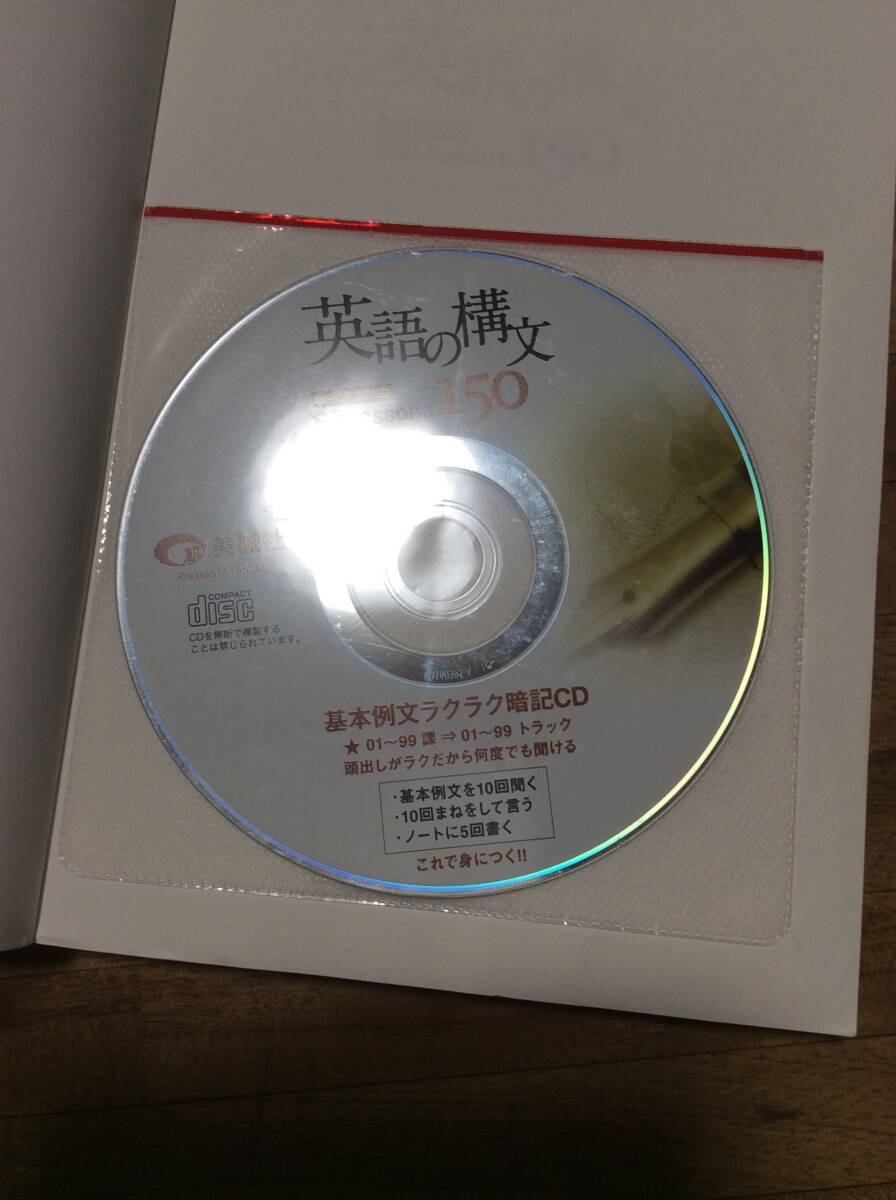 英語の構文
150
美誠社
COMPACT
disc
CDを無断で複製する
ことは禁じられています。
基本例文ラクラク暗記CD
★ 01～99 課 ⇒ 01～99 トラック
頭出しがラクだから何度でも聞ける
・基本例文を10回聞く
・10回まねをして言う
・ノートに5回書く
これで身につく!!